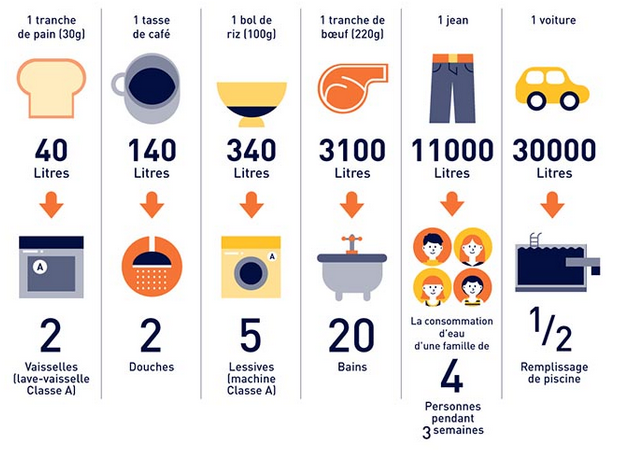 1 tranche
de pain (30g)
40
Litres
A
2
Vaisselles
(lave-vaisselle
Classe A)
1 tasse
de café
140
Litres
2
Douches
1 bol de
riz (100g)
340
Litres
A
5
Lessives
(machine
Classe A)
1 tranche de
bœuf (220g)
3100
Litres
20
Bains
1 jean
11000
Litres
La consommation
d'eau
d'une famille de
4
Personnes
pendant
3 semaines
1 voiture
30000
Litres
1/2
Remplissage
de piscine